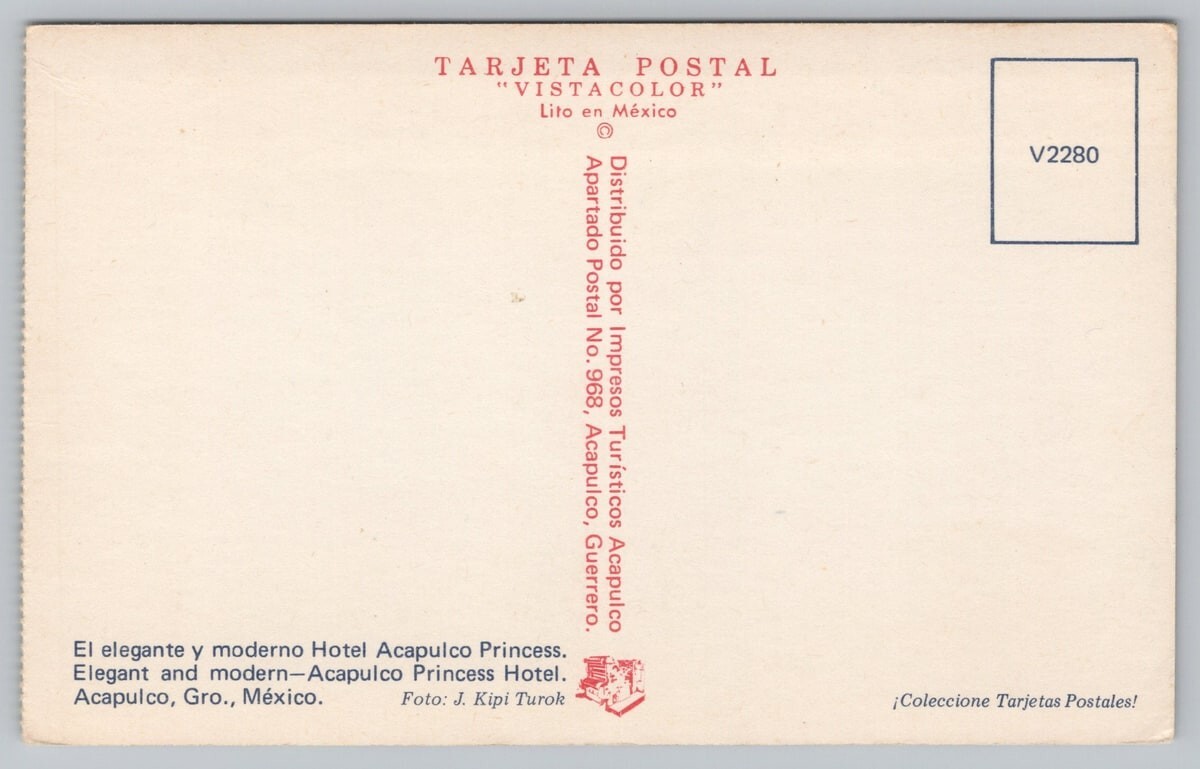 TARJETA POSTAL
"VISTACOLOR"
Lito en México
©
V2280
Distribuido por Impresos Turísticos Acapulco
Apartado Postal No. 968, Acapulco, Guerrero.
El elegante y moderno Hotel Acapulco Princess.
Elegant and modern—Acapulco Princess Hotel.
Acapulco, Gro., México. Foto: J. Kipi Turok
¡Coleccione Tarjetas Postales!